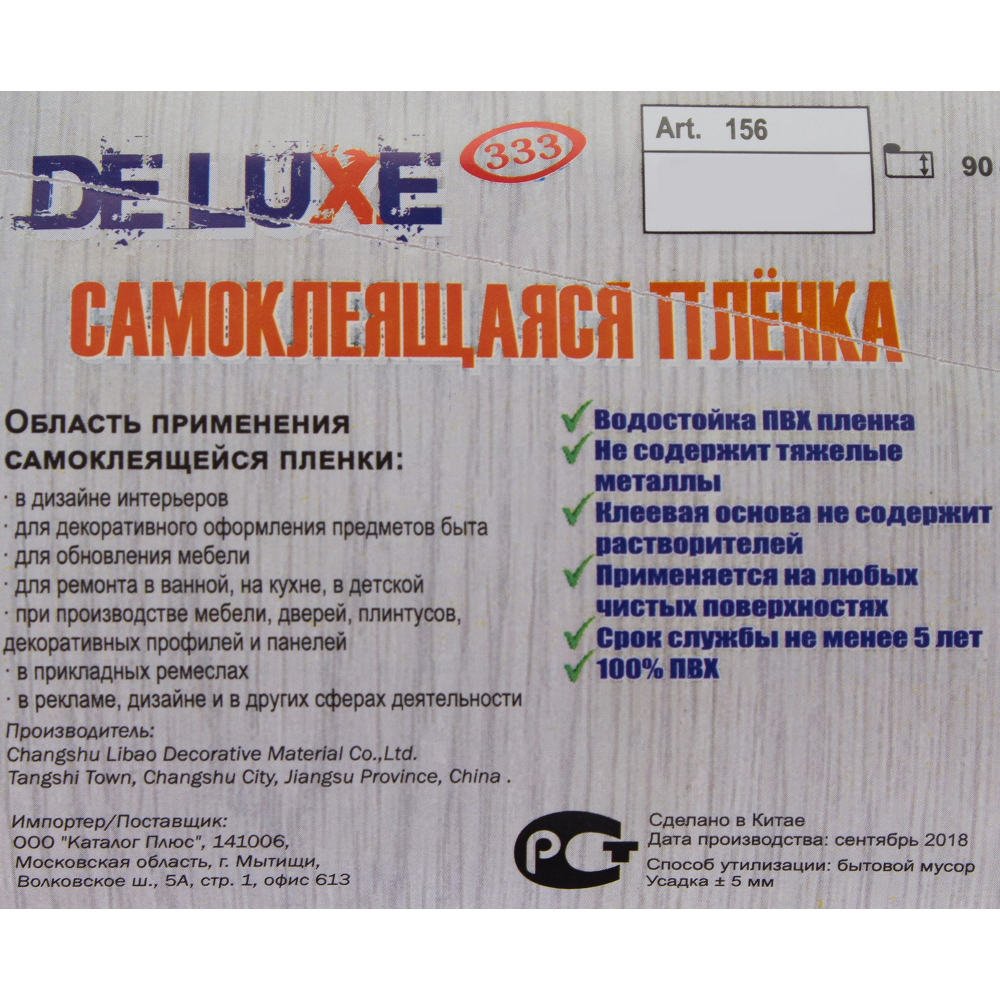 DE LUXE 333
Art. 156
90
САМОКЛЕЯЩАЯСЯ ПЛЁНКА
ОБЛАСТЬ ПРИМЕНЕНИЯ
САМОКЛЕЯЩЕЙСЯ ПЛЕНКИ:
· в дизайне интерьеров
· для декоративного оформления предметов быта
· для обновления мебели
· для ремонта в ванной, на кухне, в детской
· при производстве мебели, дверей, плинтусов,
декоративных профилей и панелей
· в прикладных ремеслах
· в рекламе, дизайне и в других сферах деятельности
Водостойка ПВХ пленка
Не содержит тяжелые
металлы
Клеевая основа не содержит
растворителей
Применяется на любых
чистых поверхностях
Срок службы не менее 5 лет
100% ПВХ
Производитель:
Changshu Libao Decorative Material Co.,Ltd.
Tangshi Town, Changshu City, Jiangsu Province, China .
Импортер/Поставщик:
ООО "Каталог Плюс", 141006,
Московская область, г. Мытищи,
Волковское ш., 5А, стр. 1, офис 613
РСТ
Сделано в Китае
Дата производства: сентябрь 2018
Способ утилизации: бытовой мусор
Усадка ± 5 мм